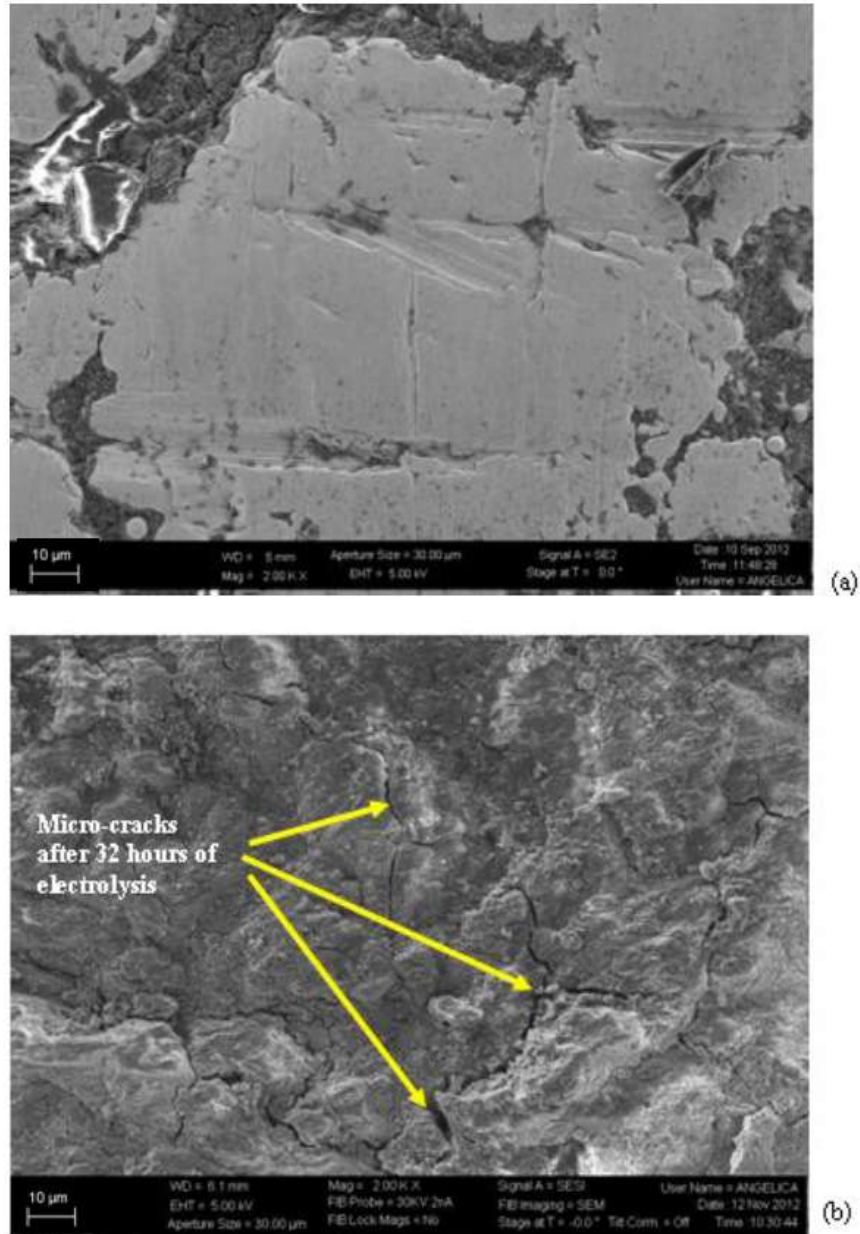 10 µm
WD = 8 mm Aperture Size = 30.00 µm Signal A = SE2 Date :10 Sep 2012
Mag = 2.00 K X EHT = 5.00 kV Stage at T = 0.0 ° Time :11:48:28
User Name = ANGELICA
(a)
Micro-cracks
after 32 hours of
electrolysis
10 µm
WD = 6.1 mm Mag = 2.00 K X Signal A = SESI User Name = ANGELICA
EHT = 5.00 kV FIB Probe = 30KV:2nA FIB Imaging = SEM Date :12 Nov 2012
Aperture Size = 30.00 µm FIB Lock Mags = No Stage at T = -0.0 ° Tilt Corrn. = Off Time :10:30:44
(b)